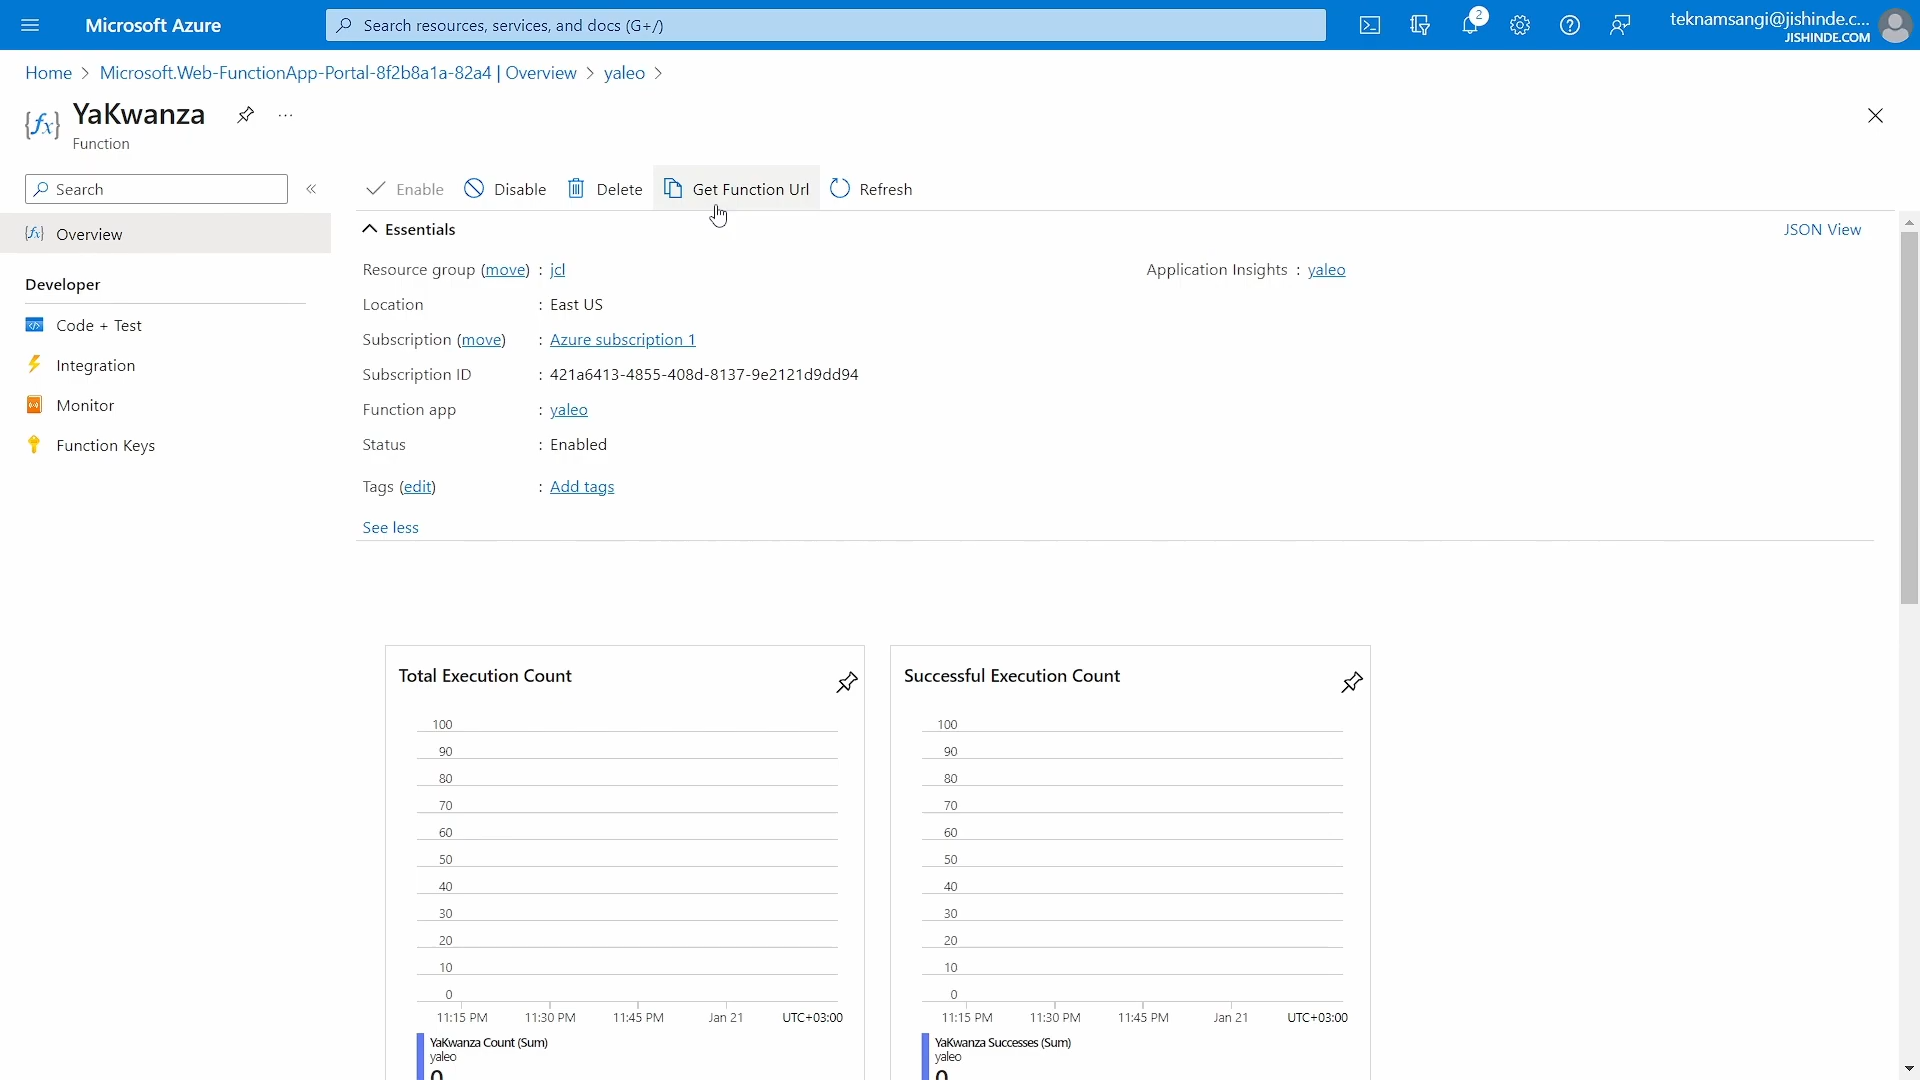 Microsoft Azure
Search resources, services, and docs (G+/)
2
teknamsangi@jishinde.c...
JISHINDE.COM
Home > Microsoft.Web-FunctionApp-Portal-8f2b8a1a-82a4 | Overview > yaleo >
YaKwanza
Function
Search
Enable
Disable
Delete
Get Function Url
Refresh
Overview
Developer
Code + Test
Integration
Monitor
Function Keys
Essentials
JSON View
Resource group (move) : jcl
Application Insights : yaleo
Location : East US
Subscription (move) : Azure subscription 1
Subscription ID : 421a6413-4855-408d-8137-9e2121d9dd94
Function app : yaleo
Status : Enabled
Tags (edit) : Add tags
See less
Total Execution Count
100
90
80
70
60
50
40
30
20
10
0
11:15 PM 11:30 PM 11:45 PM Jan 21 UTC+03:00
YaKwanza Count (Sum)
yaleo
0
Successful Execution Count
100
90
80
70
60
50
40
30
20
10
0
11:15 PM 11:30 PM 11:45 PM Jan 21 UTC+03:00
YaKwanza Successes (Sum)
yaleo
0